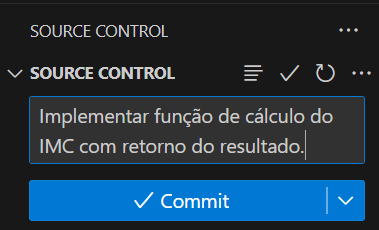 SOURCE CONTROL
SOURCE CONTROL
Implementar função de cálculo do
IMC com retorno do resultado.
Commit